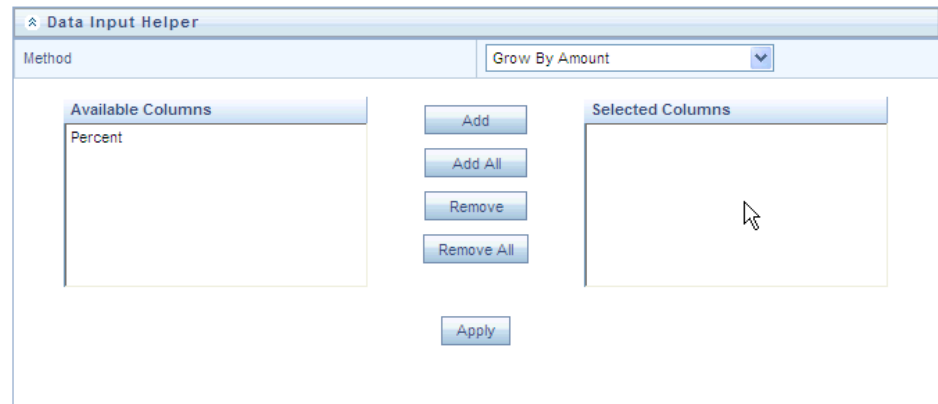 Data Input Helper
Method
Grow By Amount
Available Columns
Percent
Add
Add All
Remove
Remove All
Selected Columns
Apply